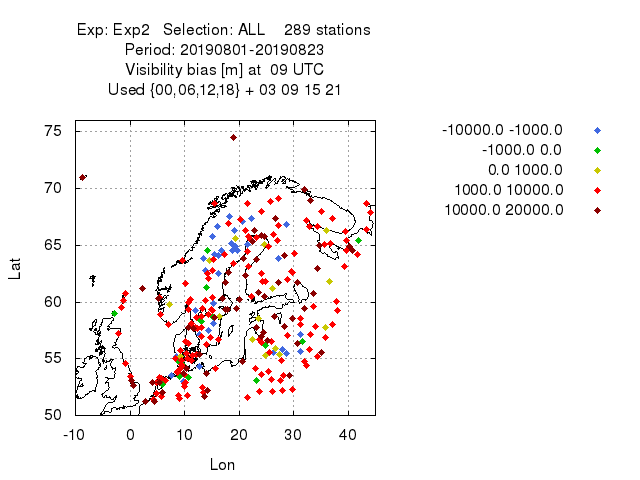 Exp: Exp2 Selection: ALL 289 stations
Period: 20190801-20190823
Visibility bias [m] at 09 UTC
Used {00,06,12,18} + 03 09 15 21
-10000.0 -1000.0
-1000.0 0.0
0.0 1000.0
1000.0 10000.0
10000.0 20000.0
75
70
65
60
55
50
Lat
-10 0 10 20 30 40
Lon